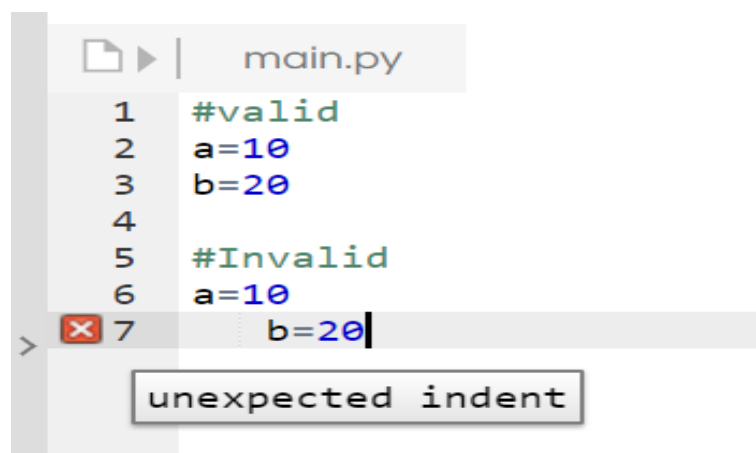 main.py
1 #valid
2 a=10
3 b=20
4
5 #Invalid
6 a=10
7     b=20
unexpected indent